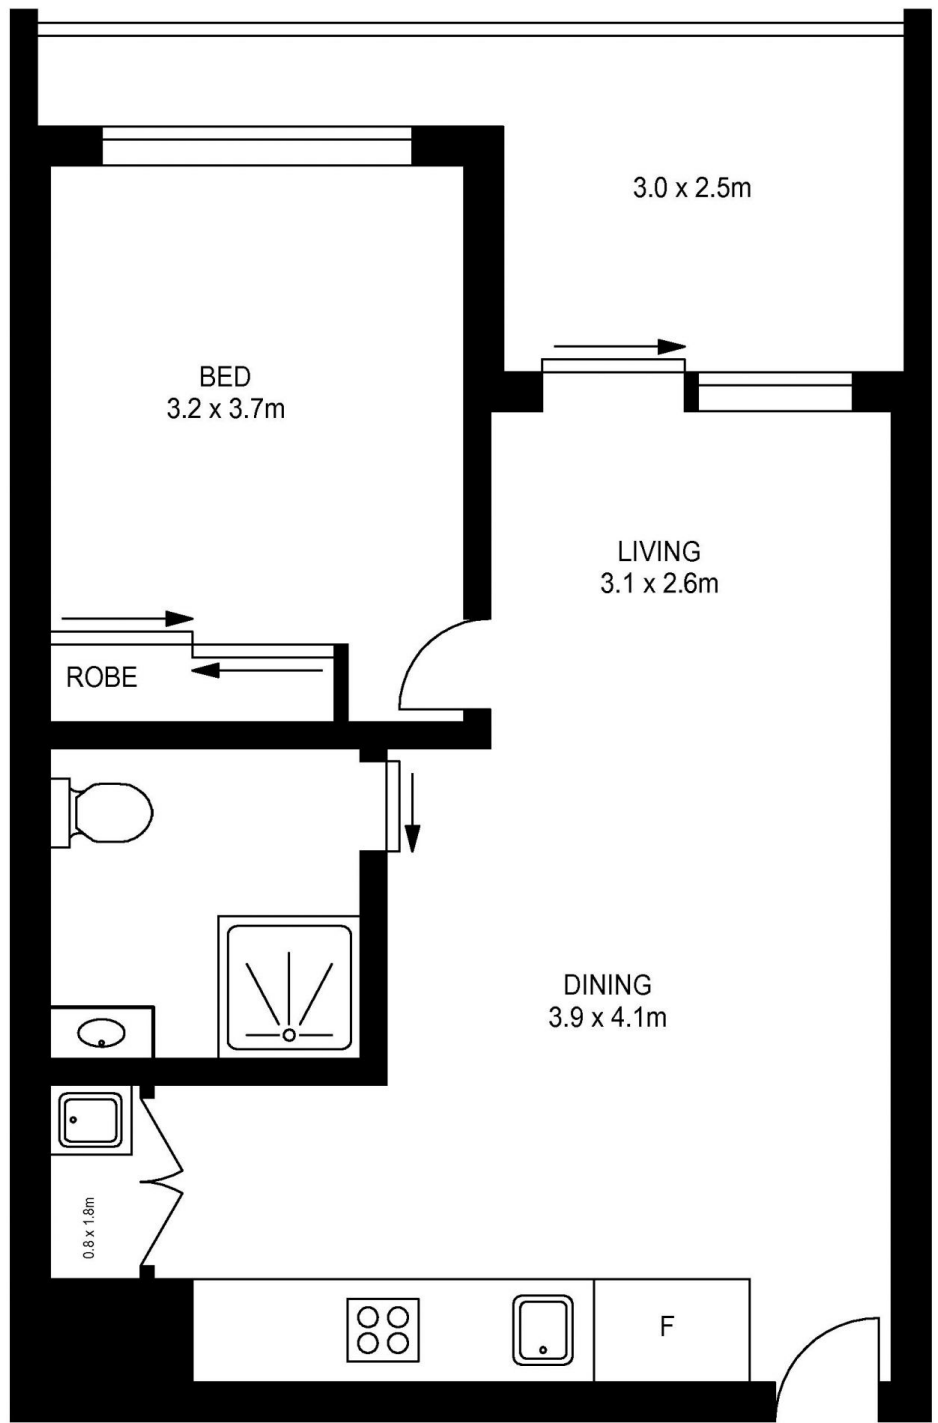 3.0 x 2.5m
BED
3.2 x 3.7m
LIVING
3.1 x 2.6m
ROBE
DINING
3.9 x 4.1m
0.8 x 1.8m
F